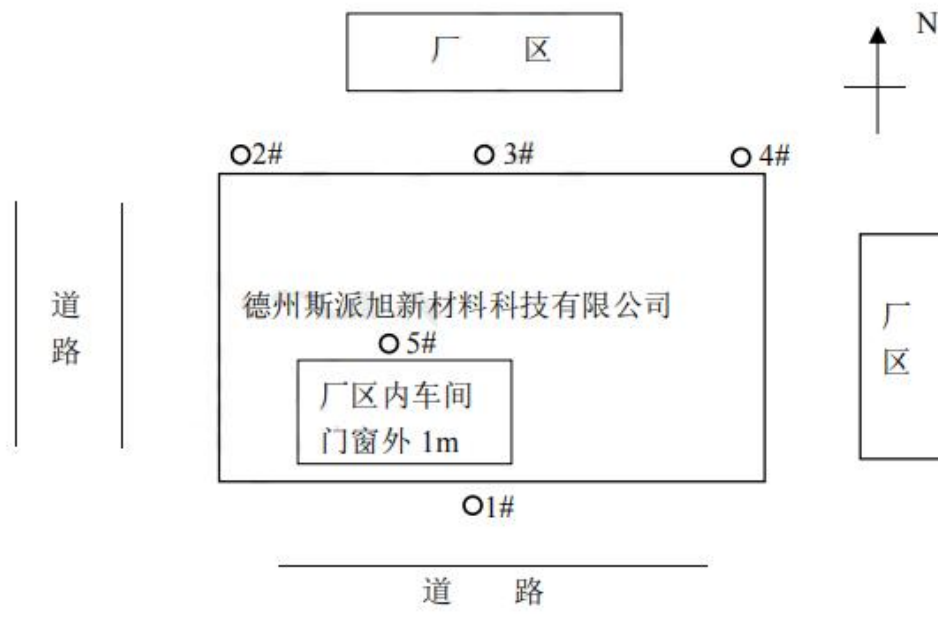 厂 区
N
2#
3#
4#
道
路
德州斯派旭新材料科技有限公司
厂
区
5#
厂区内车间
门窗外 1m
1#
道 路